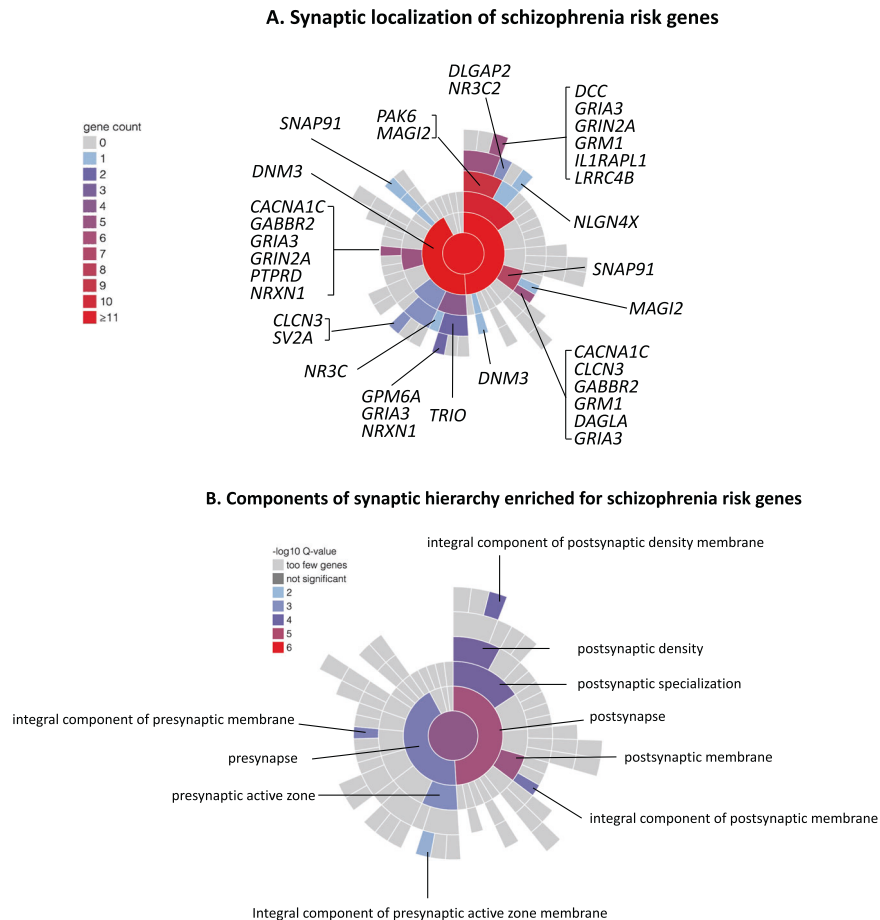 A. Synaptic localization of schizophrenia risk genes
gene count
0
1
2
3
4
5
6
7
8
9
10
≥11
DLGAP2
NR3C2
PAK6
MAGI2
SNAP91
DNM3
CACNA1C
GABBR2
GRIA3
GRIN2A
PTPRD
NRXN1
CLCN3
SV2A
NR3C
GPM6A
GRIA3
NRXN1
TRIO
DNM3
DCC
GRIA3
GRIN2A
GRM1
IL1RAPL1
LRRC4B
NLGN4X
SNAP91
MAGI2
CACNA1C
CLCN3
GABBR2
GRM1
DAGLA
GRIA3
B. Components of synaptic hierarchy enriched for schizophrenia risk genes
-log10 Q-value
too few genes
not significant
2
3
4
5
6
integral component of postsynaptic density membrane
postsynaptic density
postsynaptic specialization
postsynapse
postsynaptic membrane
integral component of postsynaptic membrane
integral component of presynaptic membrane
presynapse
presynaptic active zone
Integral component of presynaptic active zone membrane